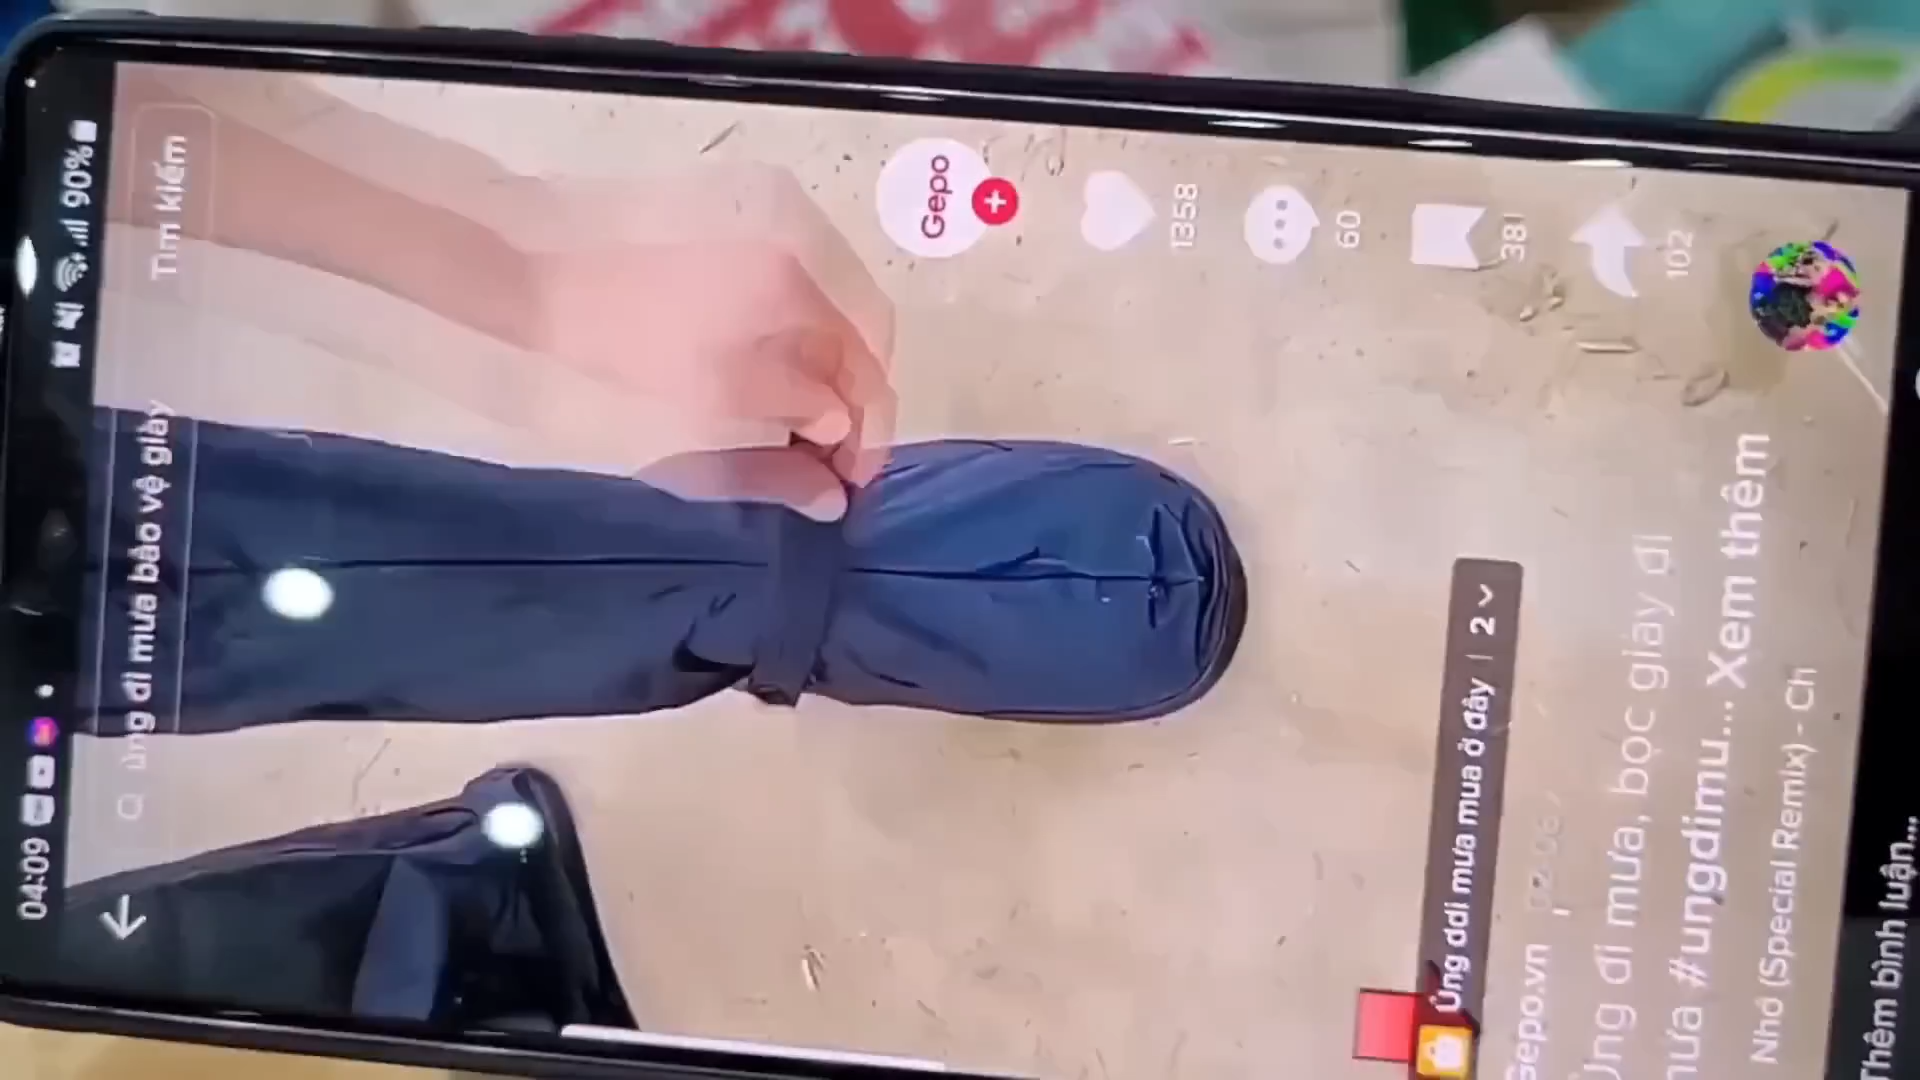 04:09
90%
ủng đi mưa bảo vệ giày
Tìm kiếm
Gepo
1358
60
381
102
Ủng ddi mưa mua ở đây | 2
Gepo.vn
Ủng đi mưa, bọc giày đi
mưa #ungdimu... Xem thêm
Nhỏ (Special Remix) - Ch
Thêm bình luận...